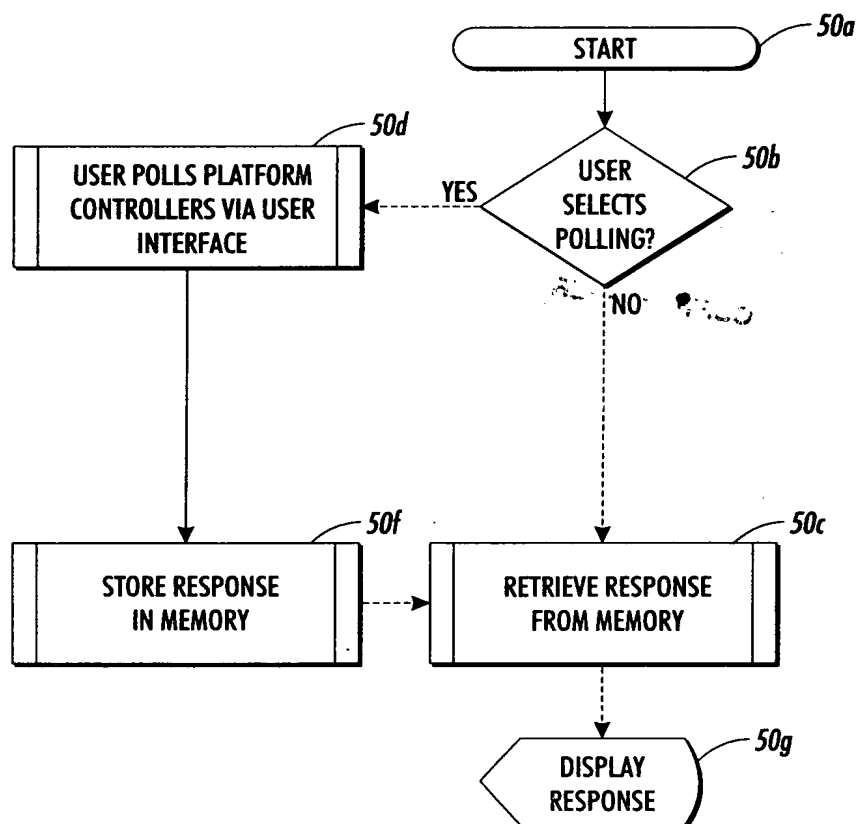 50a
START
50d
50b
USER POLLS PLATFORM
CONTROLLERS VIA USER
INTERFACE
YES
USER
SELECTS
POLLING?
NO
50f
50c
STORE RESPONSE
IN MEMORY
RETRIEVE RESPONSE
FROM MEMORY
50g
DISPLAY
RESPONSE